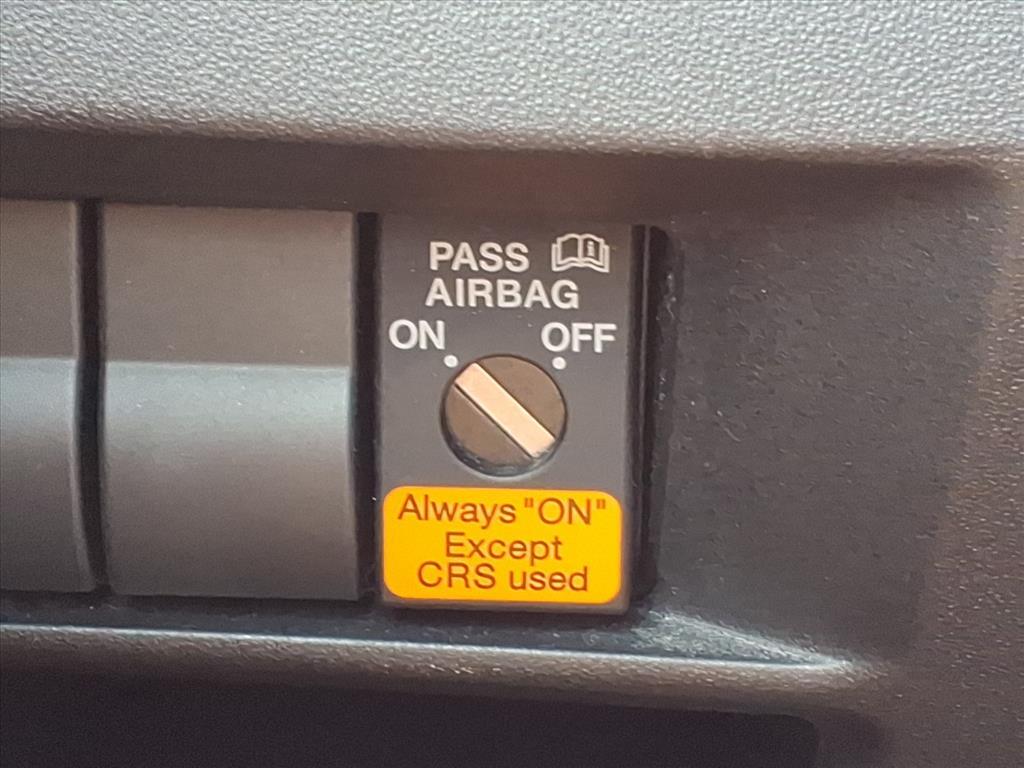 PASS
AIRBAG
ON OFF
Always "ON"
Except
CRS used